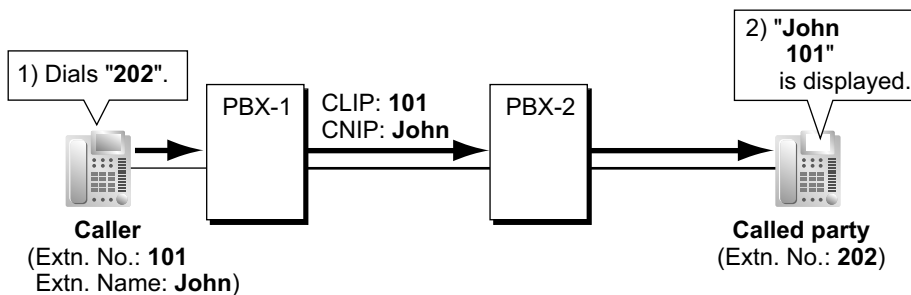 1) Dials "202".
PBX-1
CLIP: 101
CNIP: John
PBX-2
2) "John
101"
is displayed.
Caller
(Extn. No.: 101
Extn. Name: John)
Called party
(Extn. No.: 202)